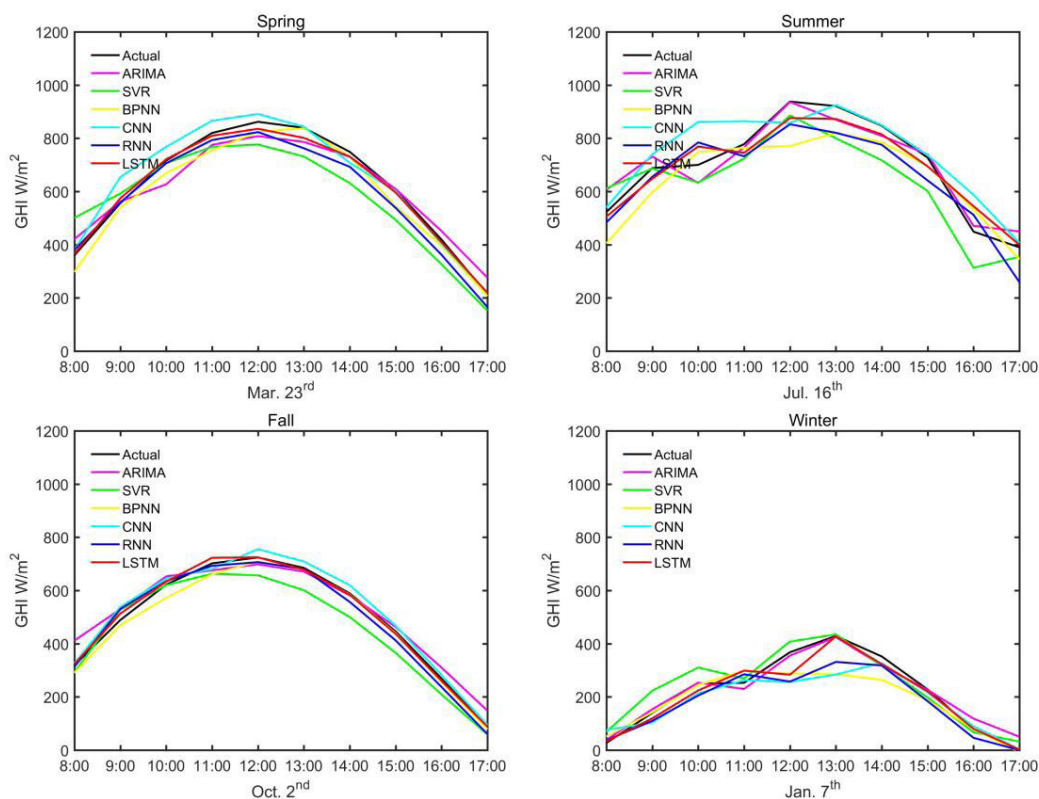 Spring
1200
1000
800
600
400
200
0
GHI W/m²
Actual
ARIMA
SVR
BPNN
CNN
RNN
LSTM
8:00 9:00 10:00 11:00 12:00 13:00 14:00 15:00 16:00 17:00
Mar. 23rd
Summer
1200
1000
800
600
400
200
0
GHI W/m²
Actual
ARIMA
SVR
BPNN
CNN
RNN
LSTM
8:00 9:00 10:00 11:00 12:00 13:00 14:00 15:00 16:00 17:00
Jul. 16th
Fall
1200
1000
800
600
400
200
0
GHI W/m²
Actual
ARIMA
SVR
BPNN
CNN
RNN
LSTM
8:00 9:00 10:00 11:00 12:00 13:00 14:00 15:00 16:00 17:00
Oct. 2nd
Winter
1200
1000
800
600
400
200
0
GHI W/m²
Actual
ARIMA
SVR
BPNN
CNN
RNN
LSTM
8:00 9:00 10:00 11:00 12:00 13:00 14:00 15:00 16:00 17:00
Jan. 7th